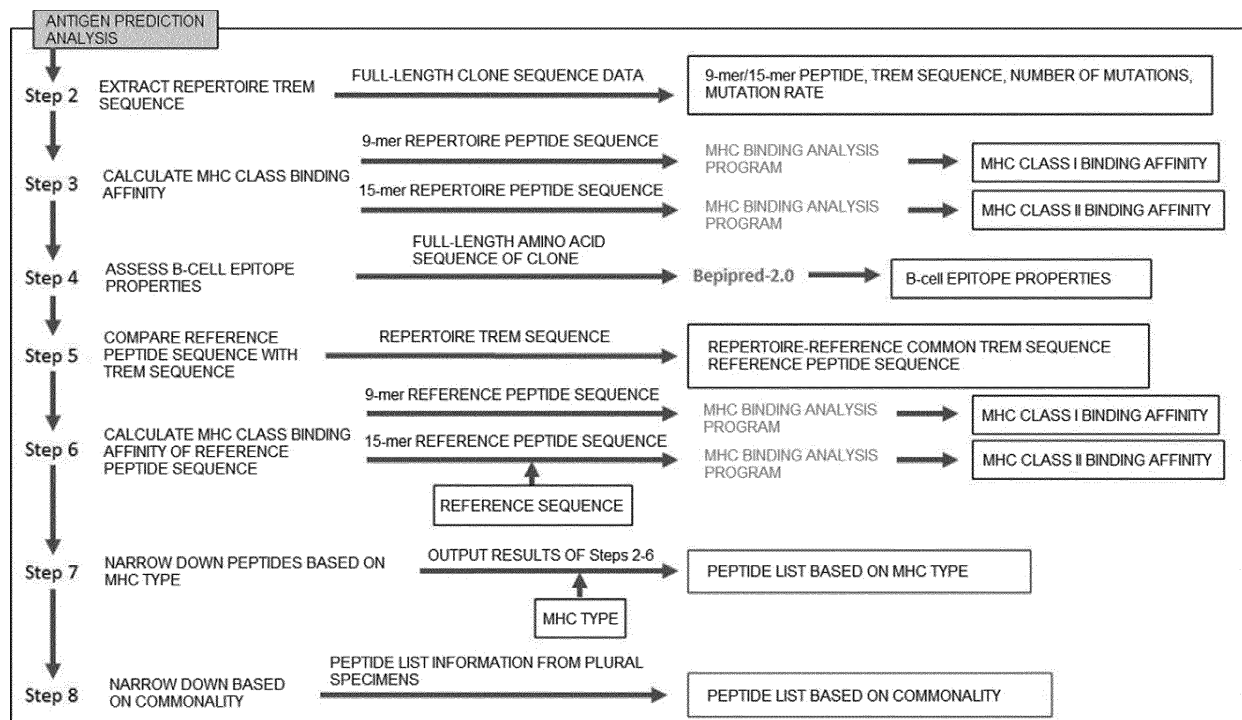 ANTIGEN PREDICTION
ANALYSIS
Step 2
EXTRACT REPERTOIRE TREM
SEQUENCE
FULL-LENGTH CLONE SEQUENCE DATA
9-mer/15-mer PEPTIDE, TREM SEQUENCE, NUMBER OF MUTATIONS,
MUTATION RATE
Step 3
CALCULATE MHC CLASS BINDING
AFFINITY
9-mer REPERTOIRE PEPTIDE SEQUENCE
MHC BINDING ANALYSIS
PROGRAM
MHC CLASS I BINDING AFFINITY
15-mer REPERTOIRE PEPTIDE SEQUENCE
MHC BINDING ANALYSIS
PROGRAM
MHC CLASS II BINDING AFFINITY
Step 4
ASSESS B-CELL EPITOPE
PROPERTIES
FULL-LENGTH AMINO ACID
SEQUENCE OF CLONE
Bepipred-2.0
B-cell EPITOPE PROPERTIES
Step 5
COMPARE REFERENCE
PEPTIDE SEQUENCE WITH
TREM SEQUENCE
REPERTOIRE TREM SEQUENCE
REPERTOIRE-REFERENCE COMMON TREM SEQUENCE
REFERENCE PEPTIDE SEQUENCE
Step 6
CALCULATE MHC CLASS BINDING
AFFINITY OF REFERENCE
PEPTIDE SEQUENCE
9-mer REFERENCE PEPTIDE SEQUENCE
MHC BINDING ANALYSIS
PROGRAM
MHC CLASS I BINDING AFFINITY
15-mer REFERENCE PEPTIDE SEQUENCE
MHC BINDING ANALYSIS
PROGRAM
MHC CLASS II BINDING AFFINITY
REFERENCE SEQUENCE
Step 7
NARROW DOWN PEPTIDES BASED ON
MHC TYPE
OUTPUT RESULTS OF Steps 2-6
PEPTIDE LIST BASED ON MHC TYPE
MHC TYPE
Step 8
NARROW DOWN BASED
ON COMMONALITY
PEPTIDE LIST INFORMATION FROM PLURAL
SPECIMENS
PEPTIDE LIST BASED ON COMMONALITY